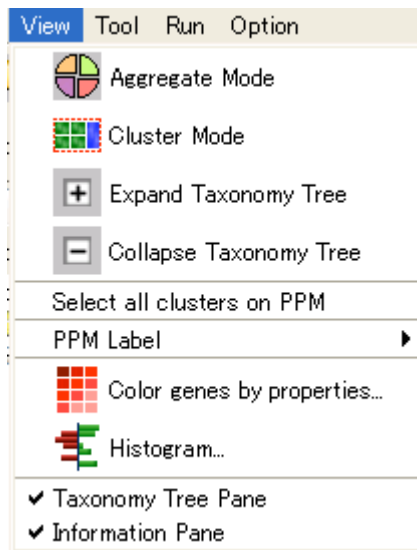 View Tool Run Option
Aggregate Mode
Cluster Mode
Expand Taxonomy Tree
Collapse Taxonomy Tree
Select all clusters on PPM
PPM Label
Color genes by properties...
Histogram...
Taxonomy Tree Pane
Information Pane